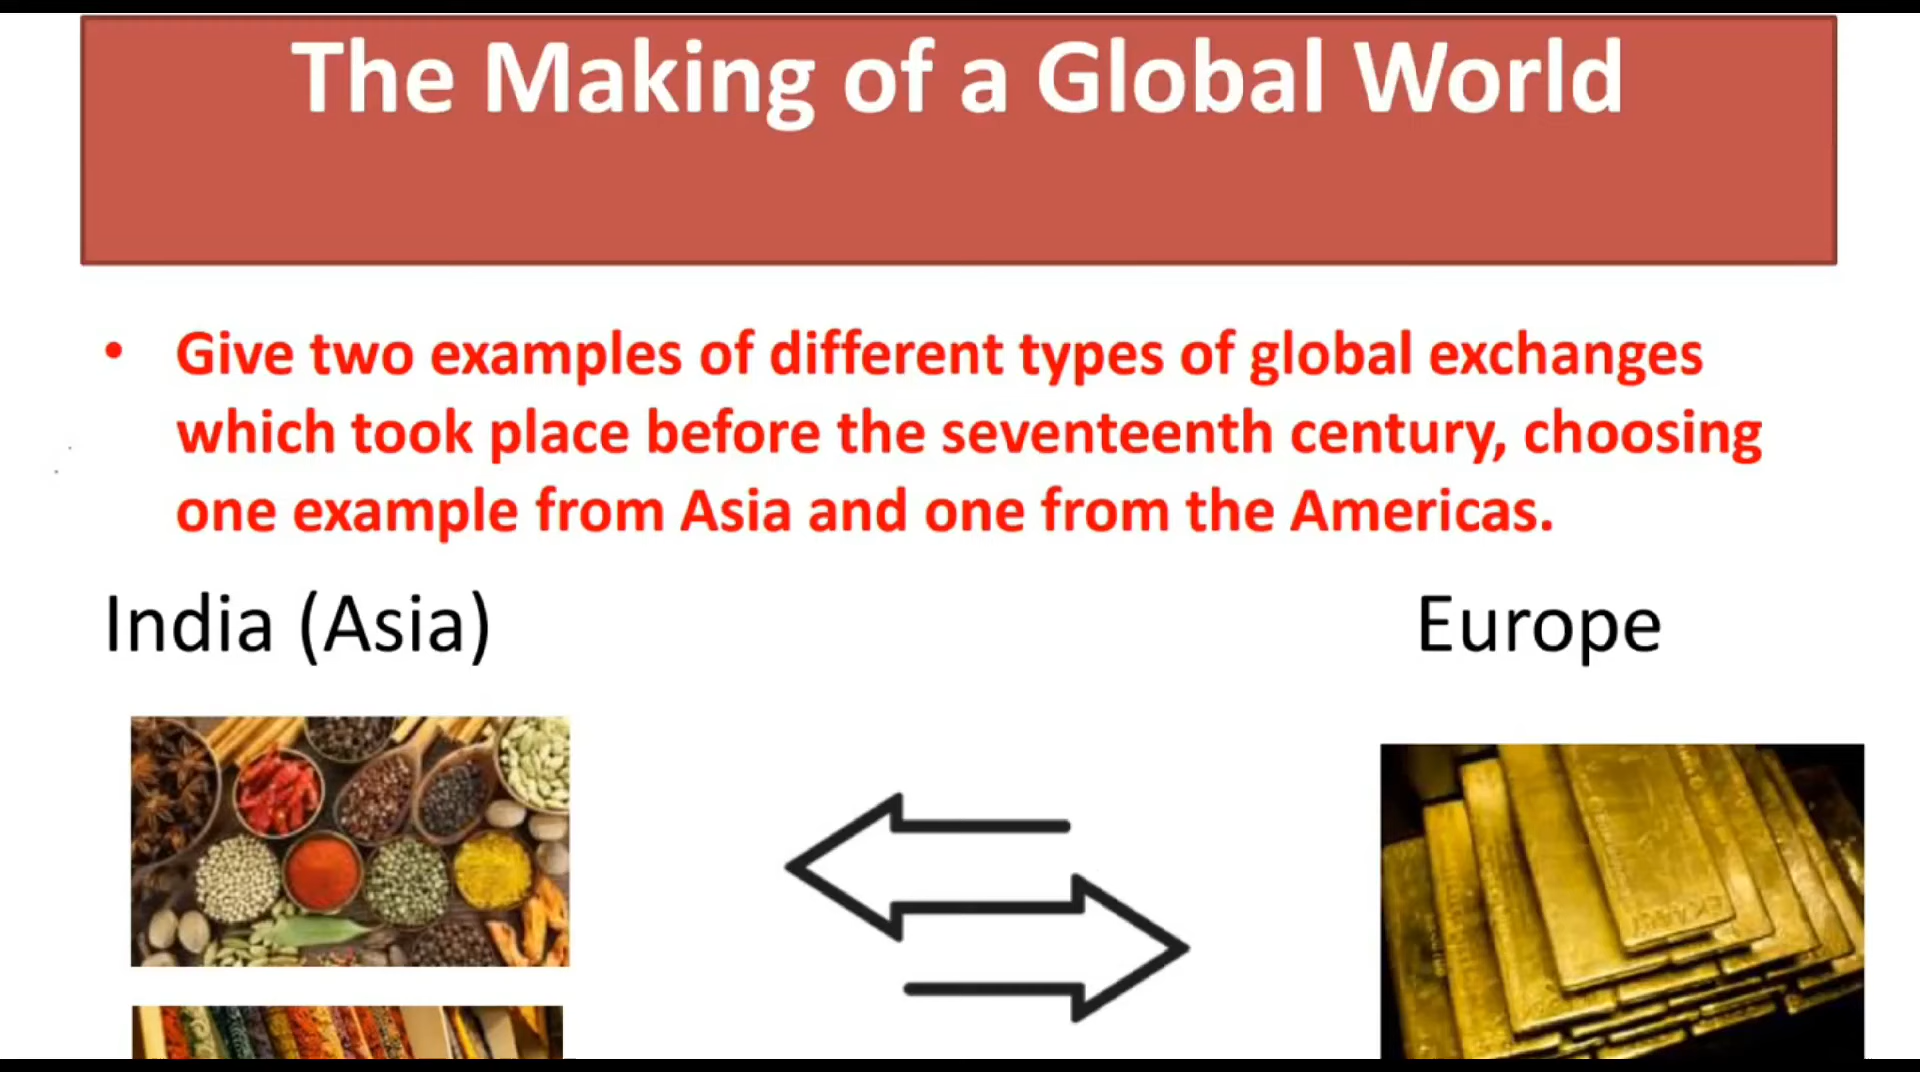 The Making of a Global World
• Give two examples of different types of global exchanges
which took place before the seventeenth century, choosing
one example from Asia and one from the Americas.
India (Asia)
Europe